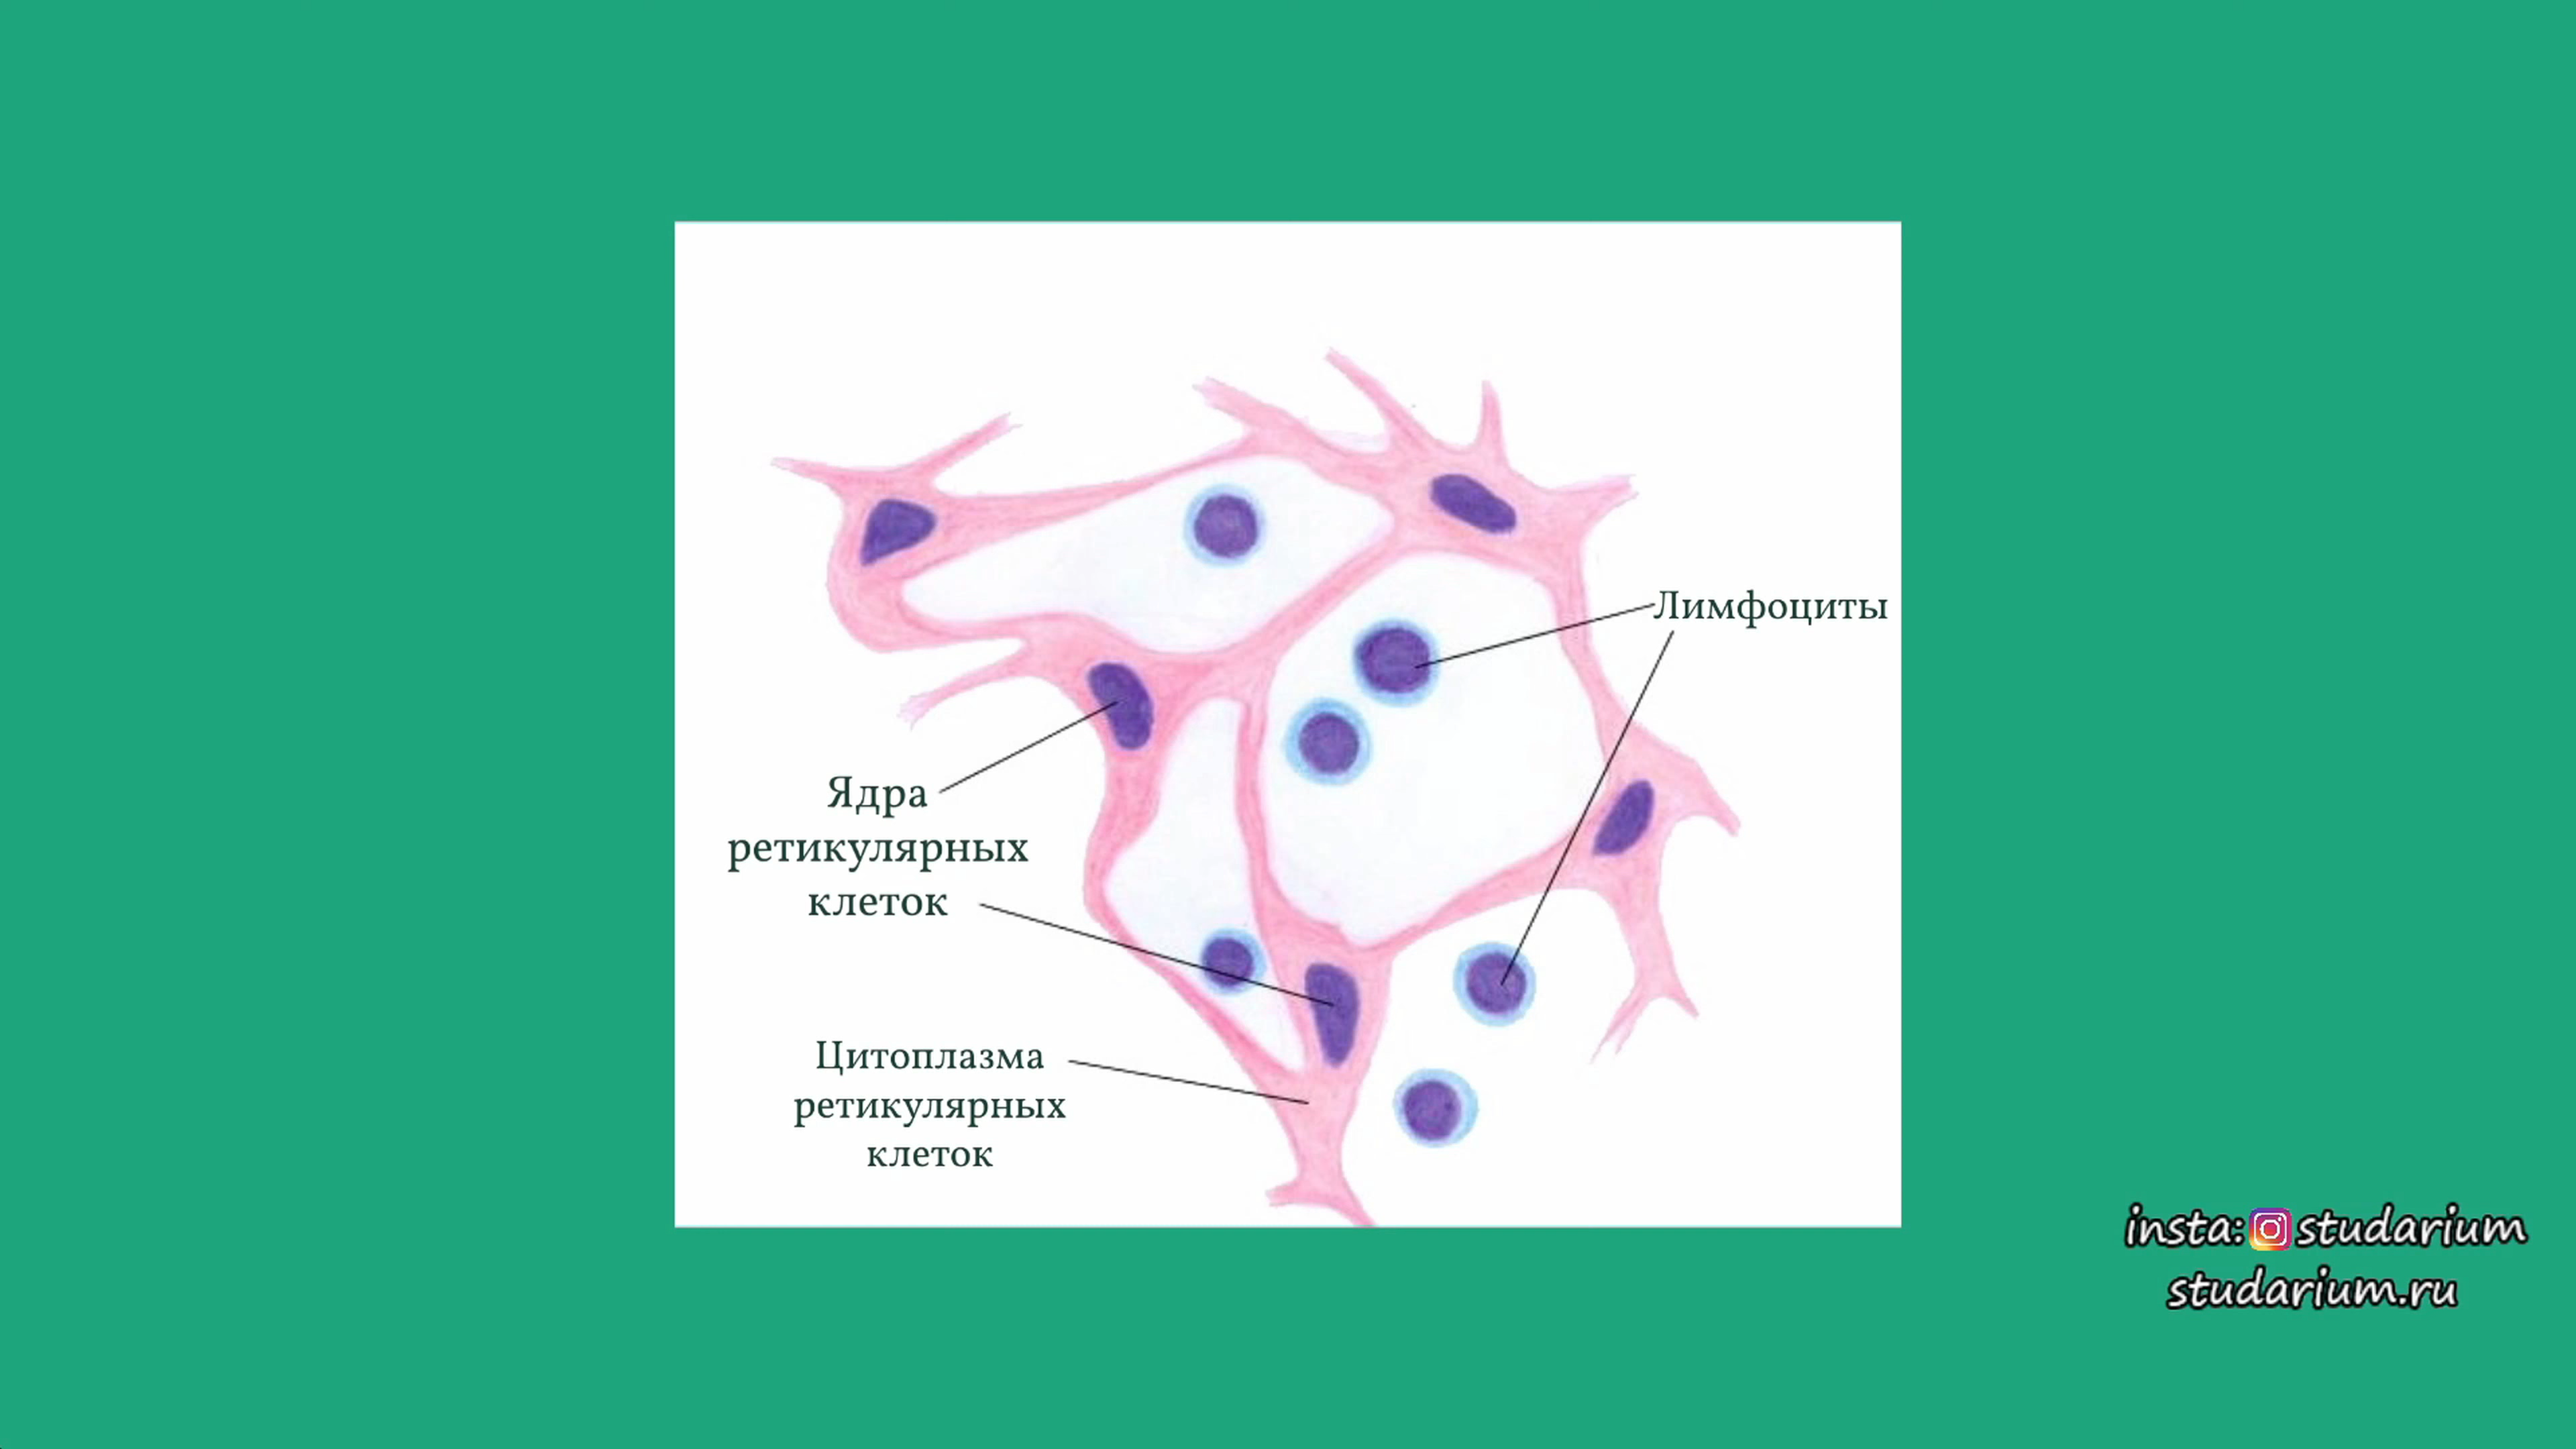 Лимфоциты
Ядра
ретикулярных
клеток
Цитоплазма
ретикулярных
клеток
insta: studarium
studarium.ru